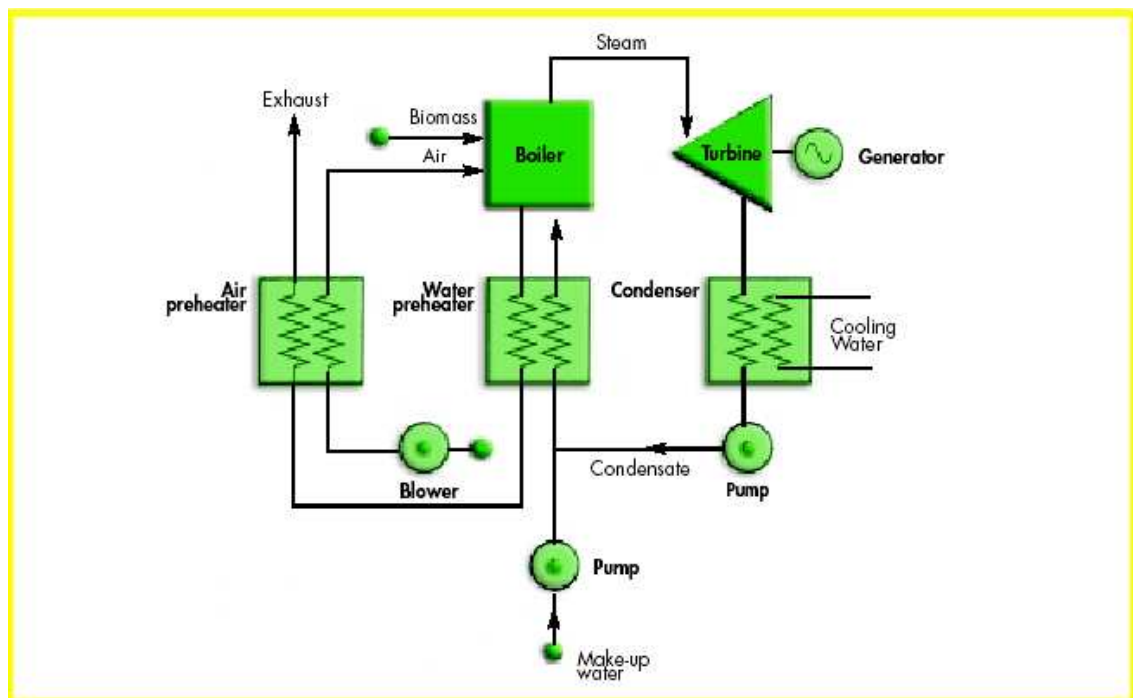 Steam
Exhaust
Biomass
Air
Boiler
Turbine
Generator
Air
preheater
Water
preheater
Condenser
Cooling
Water
Blower
Condensate
Pump
Pump
Make-up
water